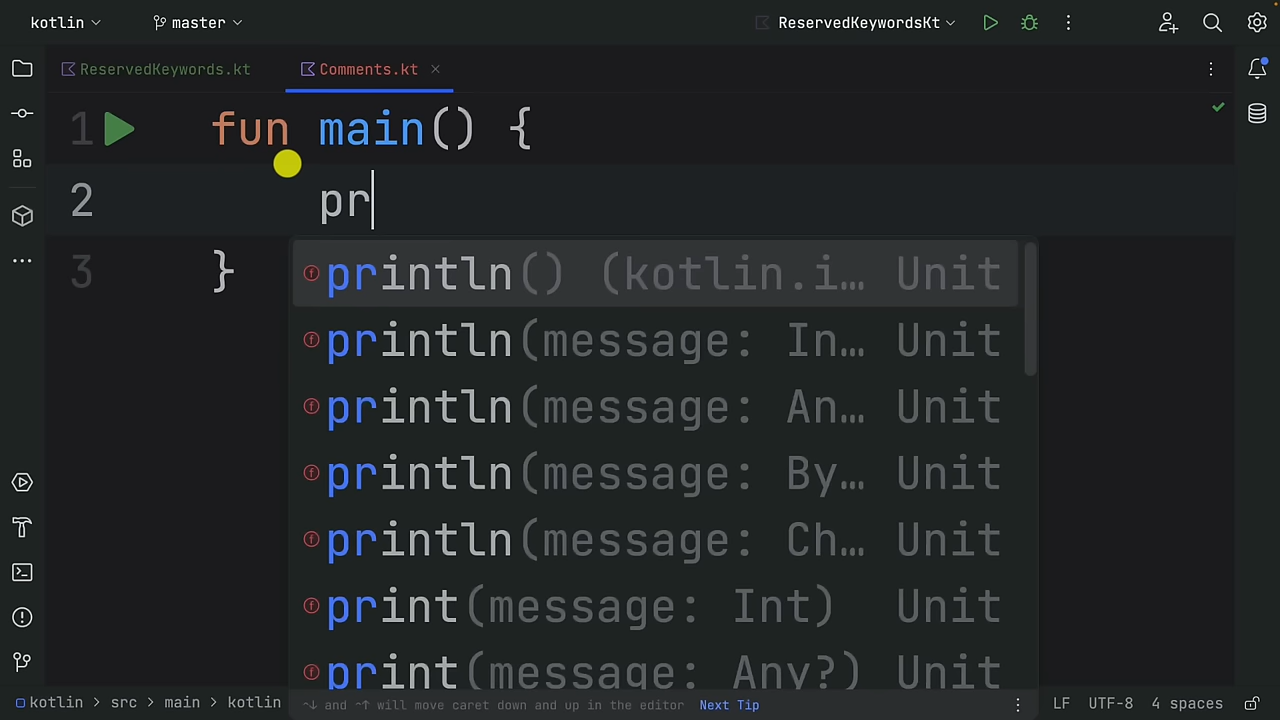 kotlin master ReservedKeywordsKt
ReservedKeywords.kt Comments.kt
1 fun main() {
2 pr
3 }
println() (kotlin.i… Unit
println(message: In… Unit
println(message: An… Unit
println(message: By… Unit
println(message: Ch… Unit
print(message: Int) Unit
print(message: Any?) Unit
^↓ and ^↑ will move caret down and up in the editor Next Tip
kotlin > src > main > kotlin LF UTF-8 4 spaces